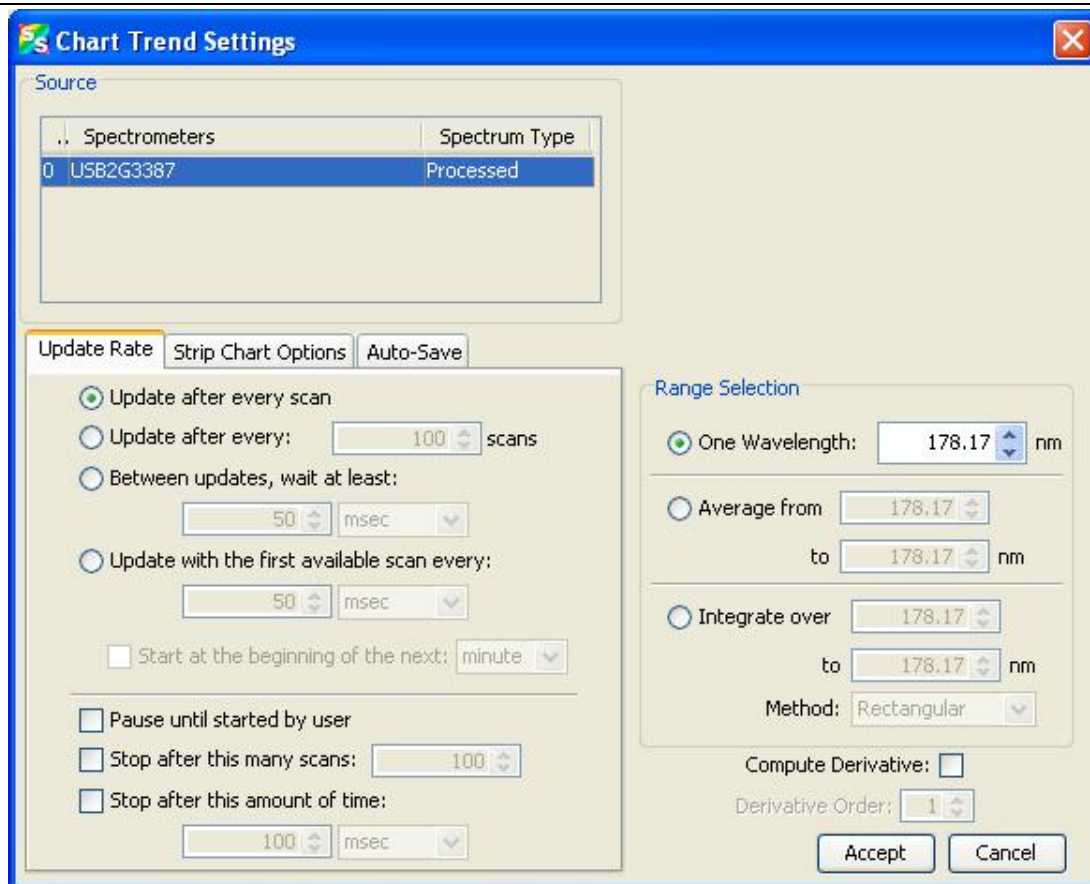 SS Chart Trend Settings
Source
.. Spectrometers Spectrum Type
0 USB2G3387 Processed
Update Rate Strip Chart Options Auto-Save
Update after every scan
Update after every: 100 scans
Between updates, wait at least:
50 msec
Update with the first available scan every:
50 msec
Start at the beginning of the next: minute
Pause until started by user
Stop after this many scans: 100
Stop after this amount of time:
100 msec
Range Selection
One Wavelength: 178.17 nm
Average from 178.17
to 178.17 nm
Integrate over 178.17
to 178.17 nm
Method: Rectangular
Compute Derivative:
Derivative Order: 1
Accept Cancel